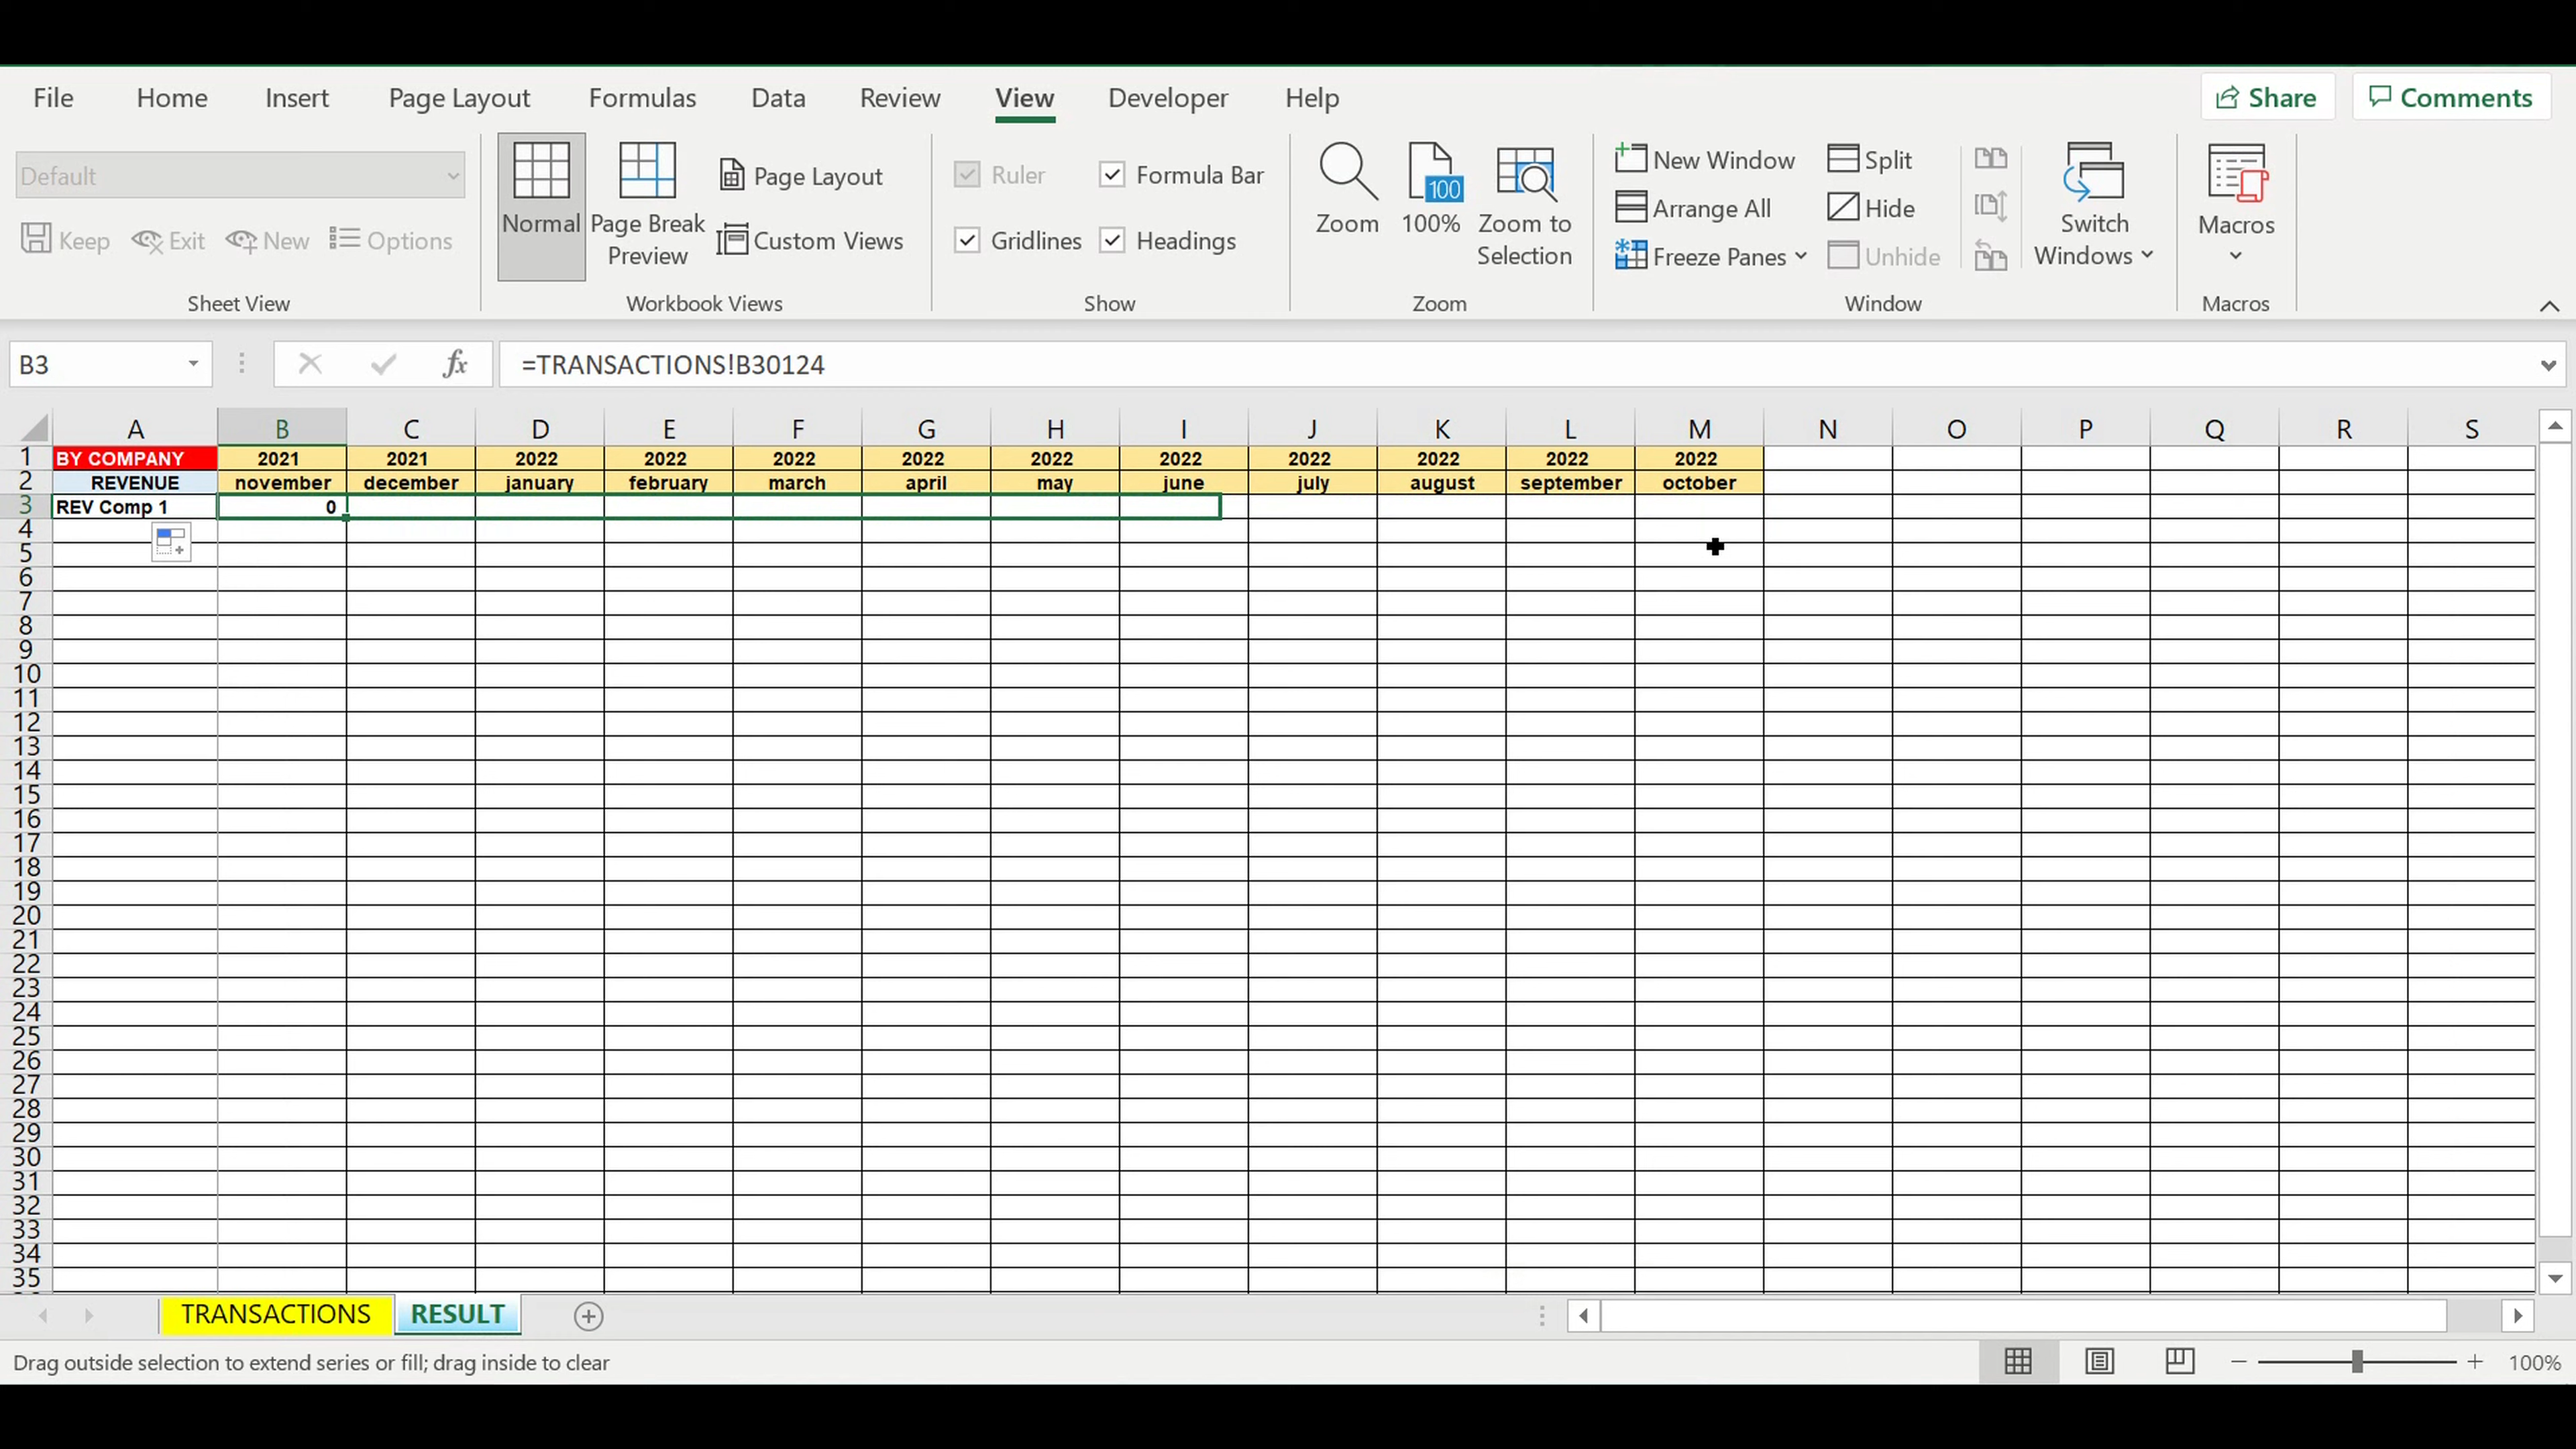 File Home Insert Page Layout Formulas Data Review View Developer Help Share Comments
Default
Keep Exit New Options
Sheet View
Normal
Page Break Preview
Page Layout
Custom Views
Workbook Views
Ruler Formula Bar
Gridlines Headings
Show
Zoom
100
100%
Zoom to Selection
Zoom
New Window
Arrange All
Freeze Panes
Split
Hide
Unhide
Switch Windows
Window
Macros
Macros
B3 fx =TRANSACTIONS!B30124
A B C D E F G H I J K L M N O P Q R S
1 BY COMPANY 2021 2021 2022 2022 2022 2022 2022 2022 2022 2022 2022 2022
2 REVENUE november december january february march april may june july august september october
3 REV Comp 1 0
4
5
6
7
8
9
10
11
12
13
14
15
16
17
18
19
20
21
22
23
24
25
26
27
28
29
30
31
32
33
34
35
TRANSACTIONS RESULT
Drag outside selection to extend series or fill; drag inside to clear 100%